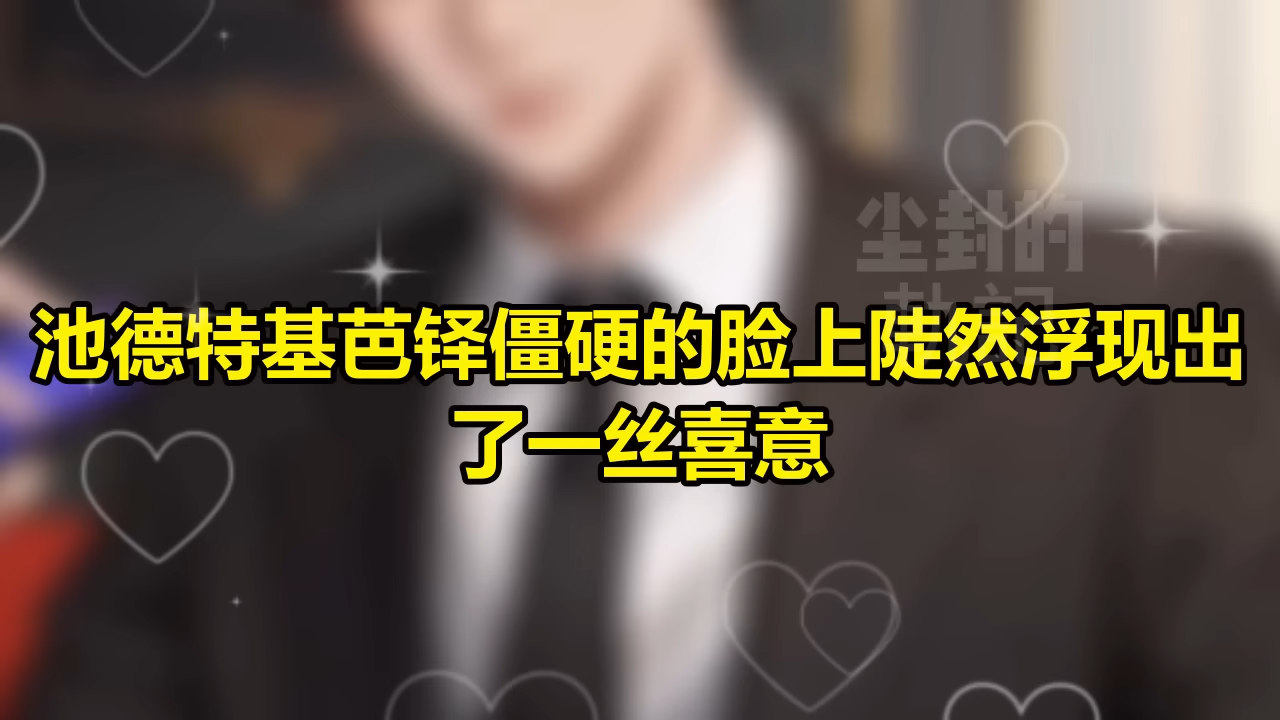 尘封的
池德特基芭铎僵硬的脸上陡然浮现出
了一丝喜意